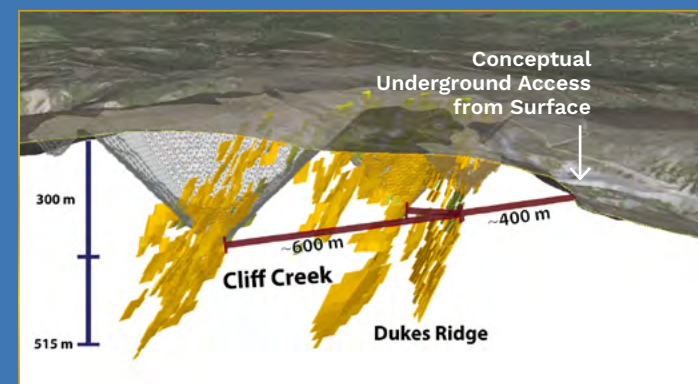 Conceptual
Underground Access
from Surface
300 m
~600 m
~400 m
Cliff Creek
Dukes Ridge
515 m